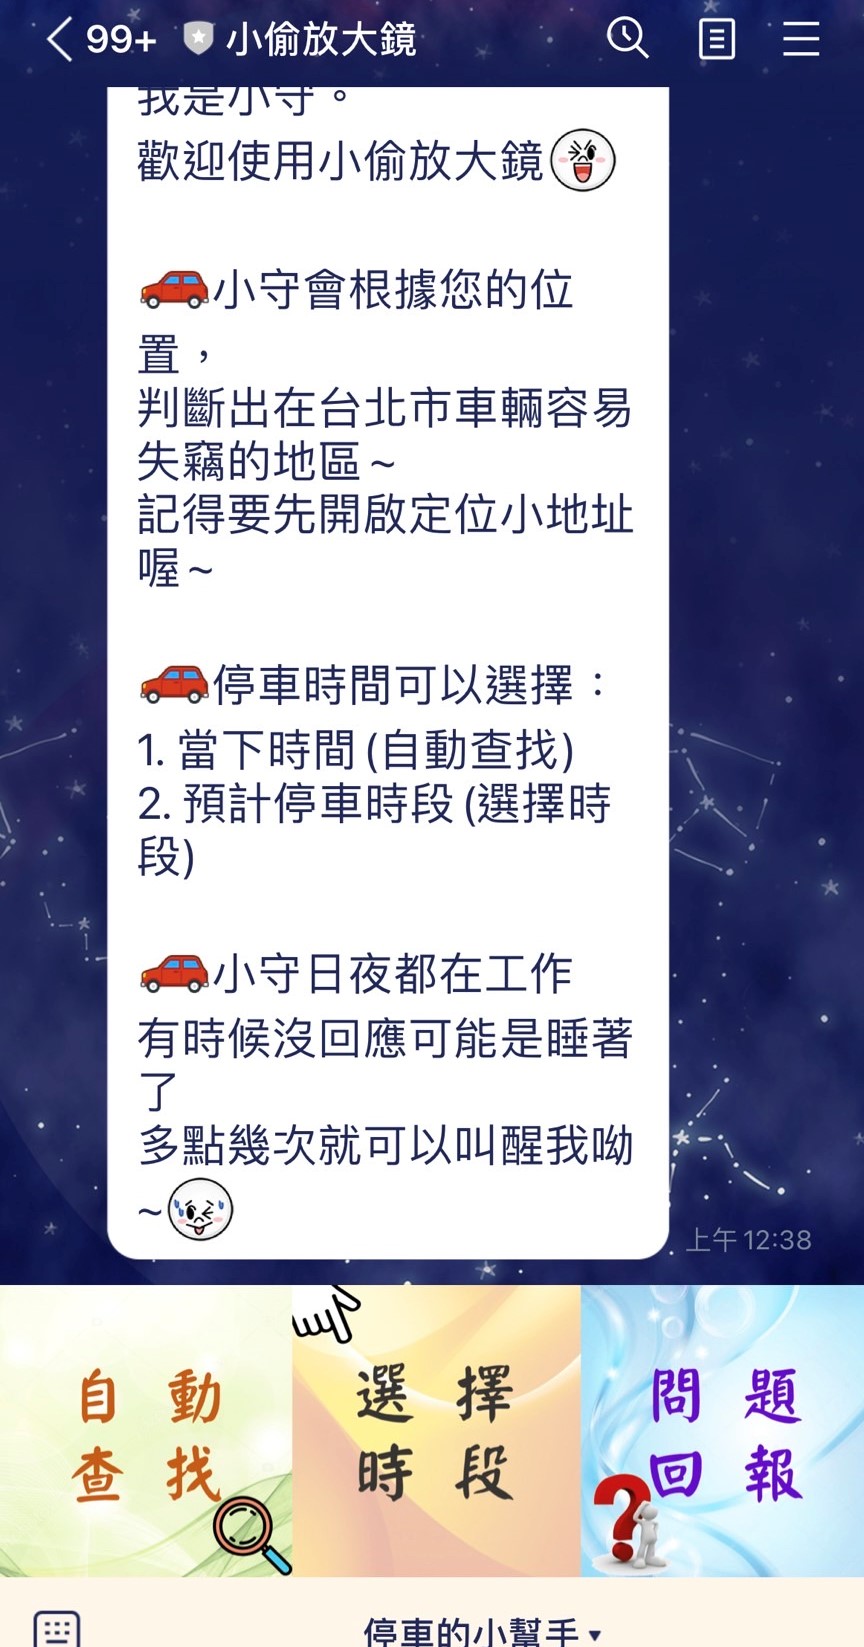 99+ 小偷放大鏡
我是小守。
歡迎使用小偷放大鏡
小守會根據您的位
置，
判斷出在台北市車輛容易
失竊的地區~
記得要先開啟定位小地址
喔~
停車時間可以選擇：
1. 當下時間(自動查找)
2. 預計停車時段(選擇時
段)
小守日夜都在工作
有時候沒回應可能是睡著
了
多點幾次就可以叫醒我呦
~
上午12:38
自動
查找
選擇
時段
問題
回報
停車的小幫手▾